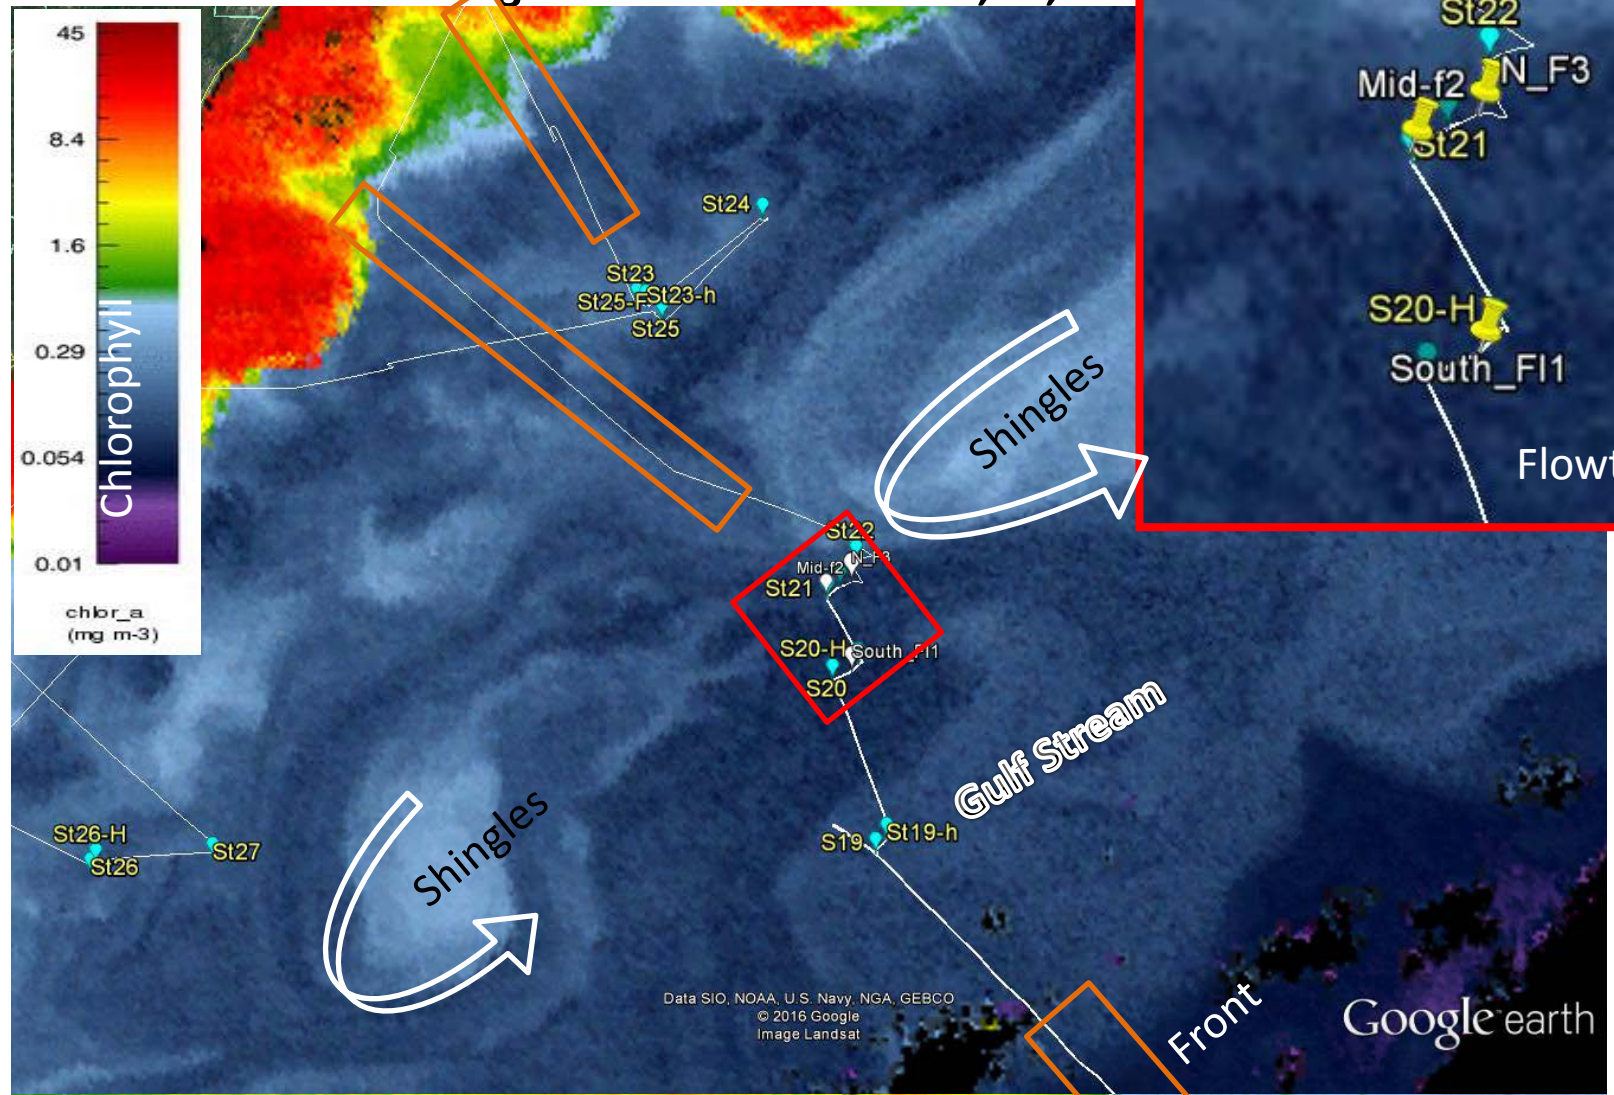 45
8.4
1.6
0.29
0.054
0.01
Chlorophyll
chlor_a
(mg m-3)
St22
N_F3
Mid-f2
St21
S20-H
South_Fl1
St24
St23
St23-h
St25-F
St25
Shingles
St22
N_F3
Mid-f2
St21
S20-H
South_Fl1
S20
Gulf Stream
St19-h
S19
St26-H
St26
St27
Shingles
Data SIO, NOAA, U.S. Navy, NGA, GEBCO
© 2016 Google
Image Landsat
Front
Google earth